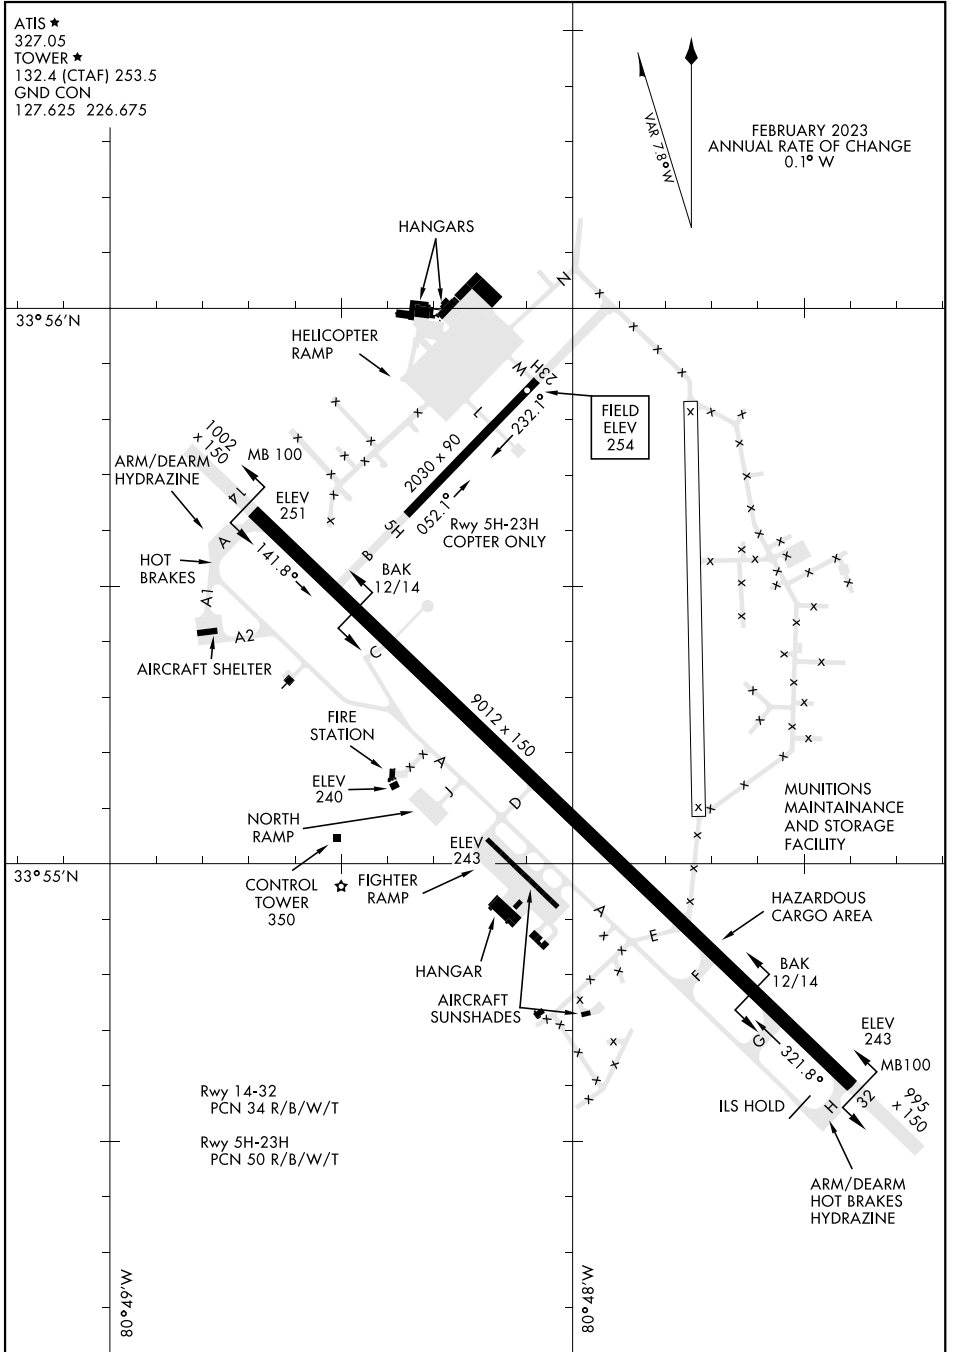 ATIS ★
327.05
TOWER ★
132.4 (CTAF) 253.5
GND CON
127.625 226.675
VAR 7.8° W
FEBRUARY 2023
ANNUAL RATE OF CHANGE
0.1° W
HANGARS
N
33° 56'N
HELICOPTER
RAMP
W
23H
FIELD
ELEV
254
L
232.1°
2030 x 90
052.1°
5H
Rwy 5H-23H
COPTER ONLY
1002
x 150
MB 100
ARM/DEARM
HYDRAZINE
14
ELEV
251
A
141.8°
HOT
BRAKES
B
BAK
12/14
A1
A2
C
AIRCRAFT SHELTER
9012 x 150
FIRE
STATION
A
ELEV
240
J
D
NORTH
RAMP
MUNITIONS
MAINTAINANCE
AND STORAGE
FACILITY
ELEV
243
33° 55'N
CONTROL
TOWER
350
FIGHTER
RAMP
HAZARDOUS
CARGO AREA
A
E
F
HANGAR
BAK
12/14
AIRCRAFT
SUNSHADES
G
321.8°
ELEV
243
MB100
32
995
x 150
H
ILS HOLD
Rwy 14-32
PCN 34 R/B/W/T
Rwy 5H-23H
PCN 50 R/B/W/T
ARM/DEARM
HOT BRAKES
HYDRAZINE
80° 49'W
80° 48'W